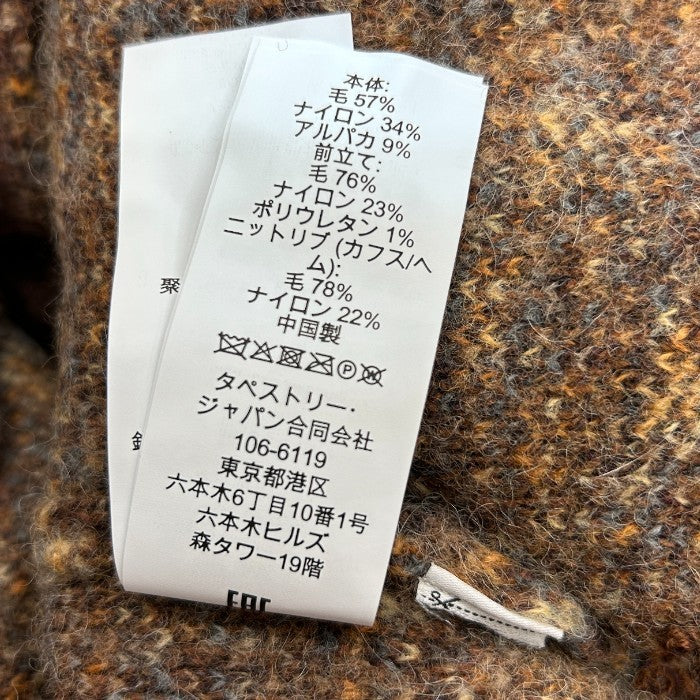 本体:
毛 57%
ナイロン 34%
アルパカ 9%
前立て:
毛 76%
ナイロン 23%
ポリウレタン 1%
ニットリブ (カフス/ヘ
ム):
毛 78%
ナイロン 22%
中国製
タペストリー・
ジャパン合同会社
106-6119
東京都港区
六本木6丁目10番1号
六本木ヒルズ
森タワー19階
聚